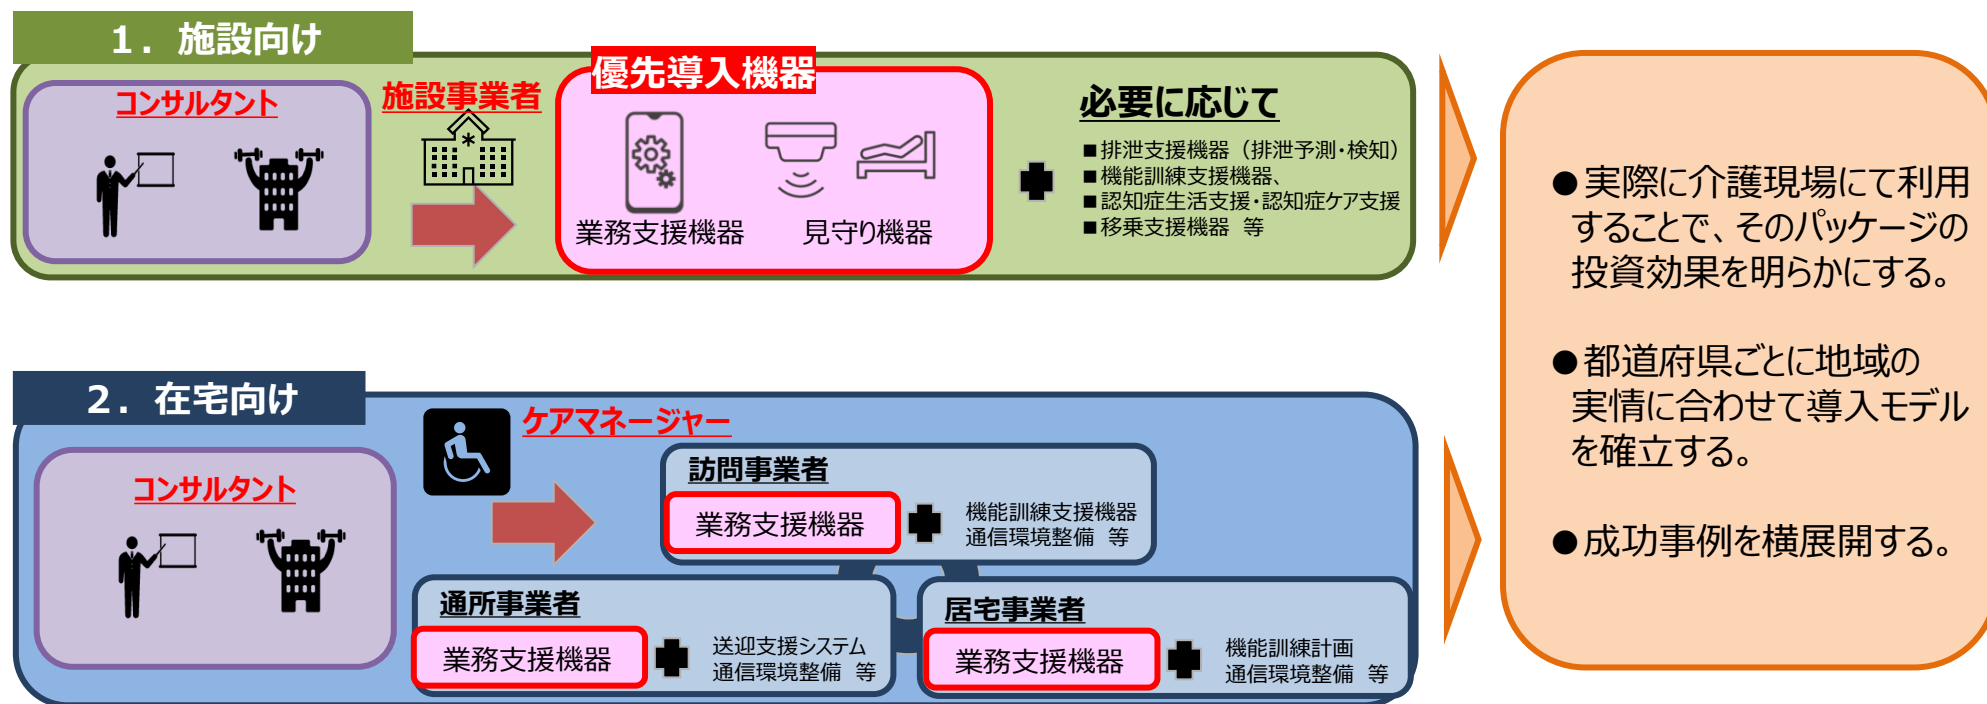 1．施設向け
コンサルタント
施設事業者
優先導入機器
業務支援機器
見守り機器
必要に応じて
■排泄支援機器（排泄予測・検知）
■機能訓練支援機器、
■認知症生活支援・認知症ケア支援
■移乗支援機器 等
2．在宅向け
コンサルタント
ケアマネージャー
訪問事業者
業務支援機器
機能訓練支援機器
通信環境整備 等
通所事業者
業務支援機器
送迎支援システム
通信環境整備 等
居宅事業者
業務支援機器
機能訓練計画
通信環境整備 等
●実際に介護現場にて利用
することで、そのパッケージの
投資効果を明らかにする。
●都道府県ごとに地域の
実情に合わせて導入モデル
を確立する。
●成功事例を横展開する。